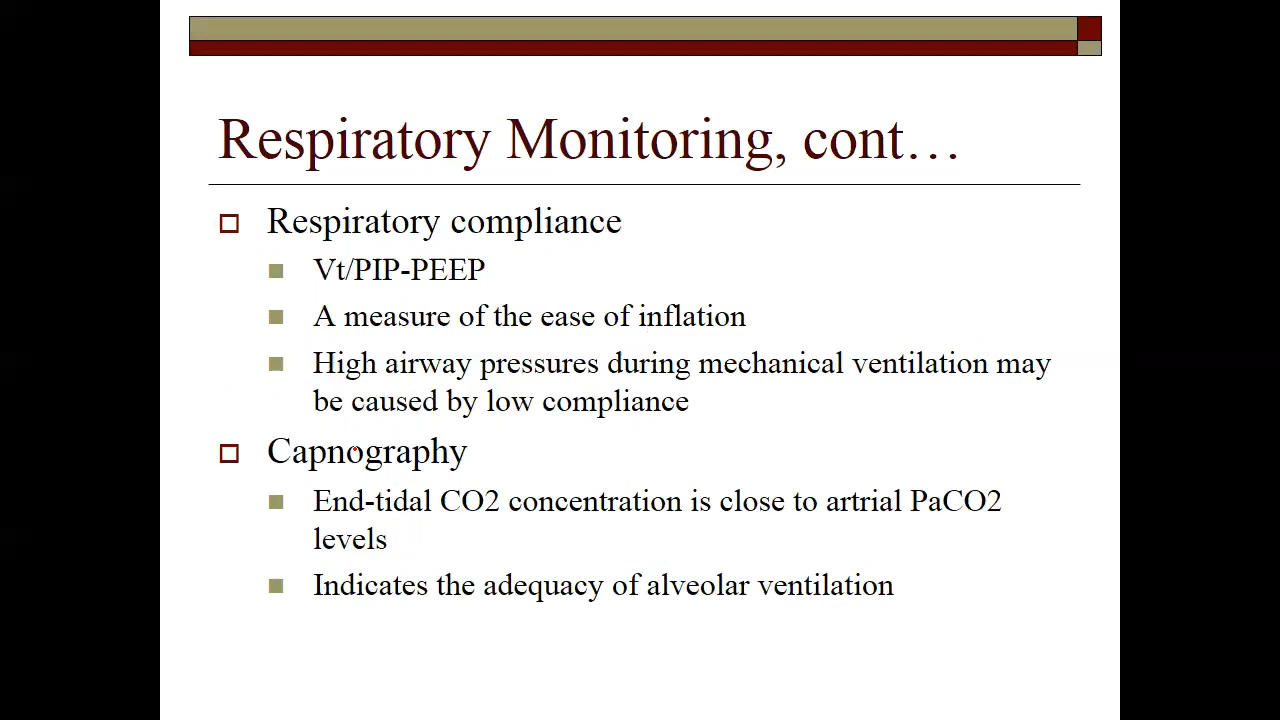 Respiratory Monitoring, cont…
Respiratory compliance
Vt/PIP-PEEP
A measure of the ease of inflation
High airway pressures during mechanical ventilation may
be caused by low compliance
Capnography
End-tidal CO2 concentration is close to artrial PaCO2
levels
Indicates the adequacy of alveolar ventilation